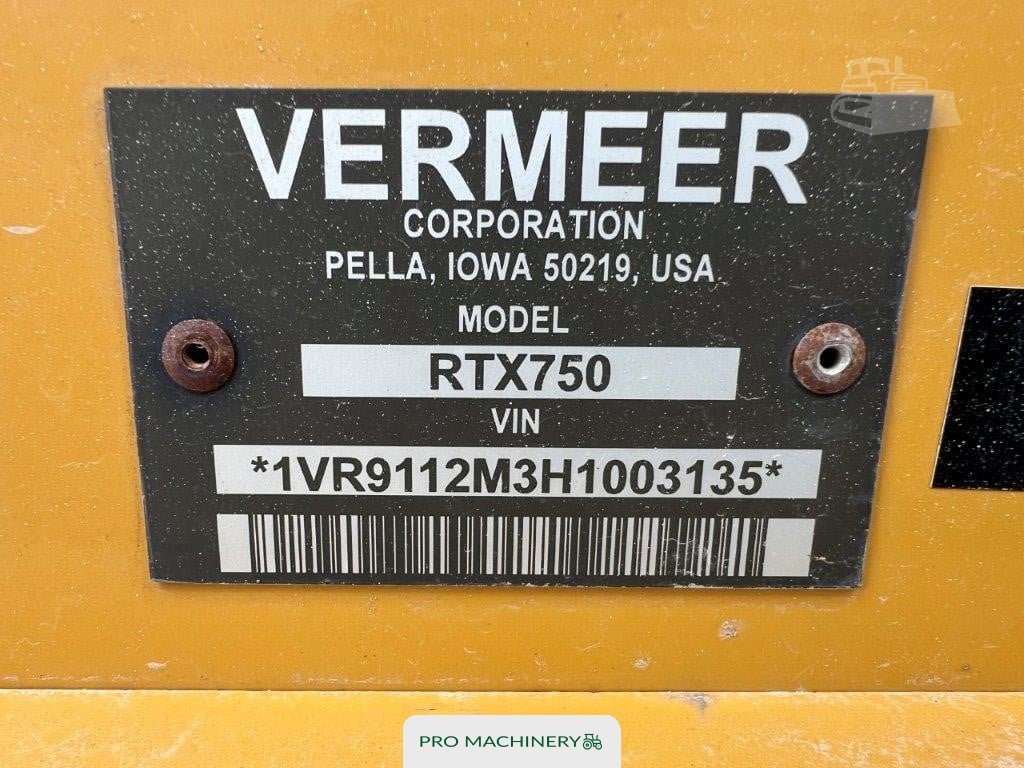 VERMEER
CORPORATION
PELLA, IOWA 50219, USA
MODEL
RTX750
VIN
*1VR9112M3H1003135*
PRO MACHINERY